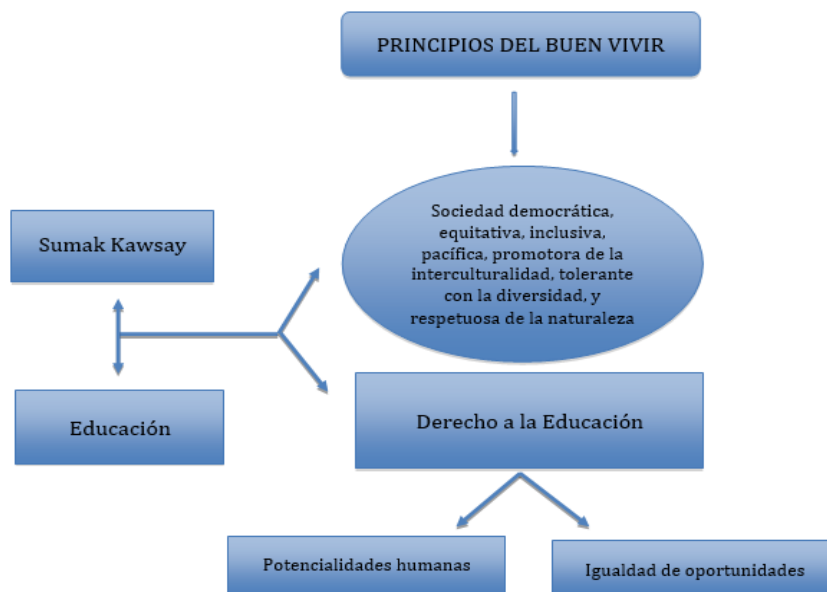 PRINCIPIOS DEL BUEN VIVIR
Sociedad democrática,
equitativa, inclusiva,
pacífica, promotora de la
interculturalidad, tolerante
con la diversidad, y
respetuosa de la naturaleza
Sumak Kawsay
Educación
Derecho a la Educación
Potencialidades humanas
Igualdad de oportunidades